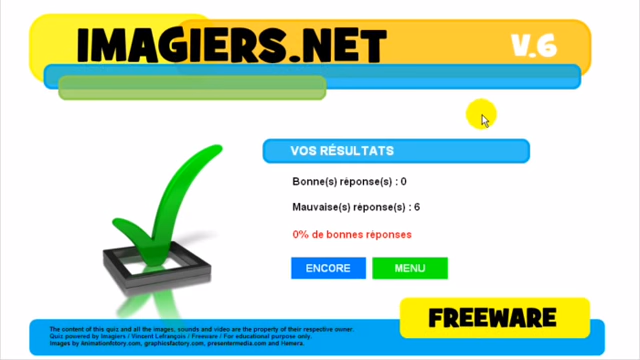 IMAGIERS.NET
V.6
VOS RÉSULTATS
Bonne(s) réponse(s) : 0
Mauvaise(s) réponse(s) : 6
0% de bonnes réponses
ENCORE
MENU
FREEWARE
The content of this quiz and all the images, sounds and video are the property of their respective owner.
Quiz powered by Imagiers / Vincent Lefrançois / Freeware / For educational purpose only.
Images by Animationfstory.com, graphicsfactory.com, presentermedia.com and Hemera.